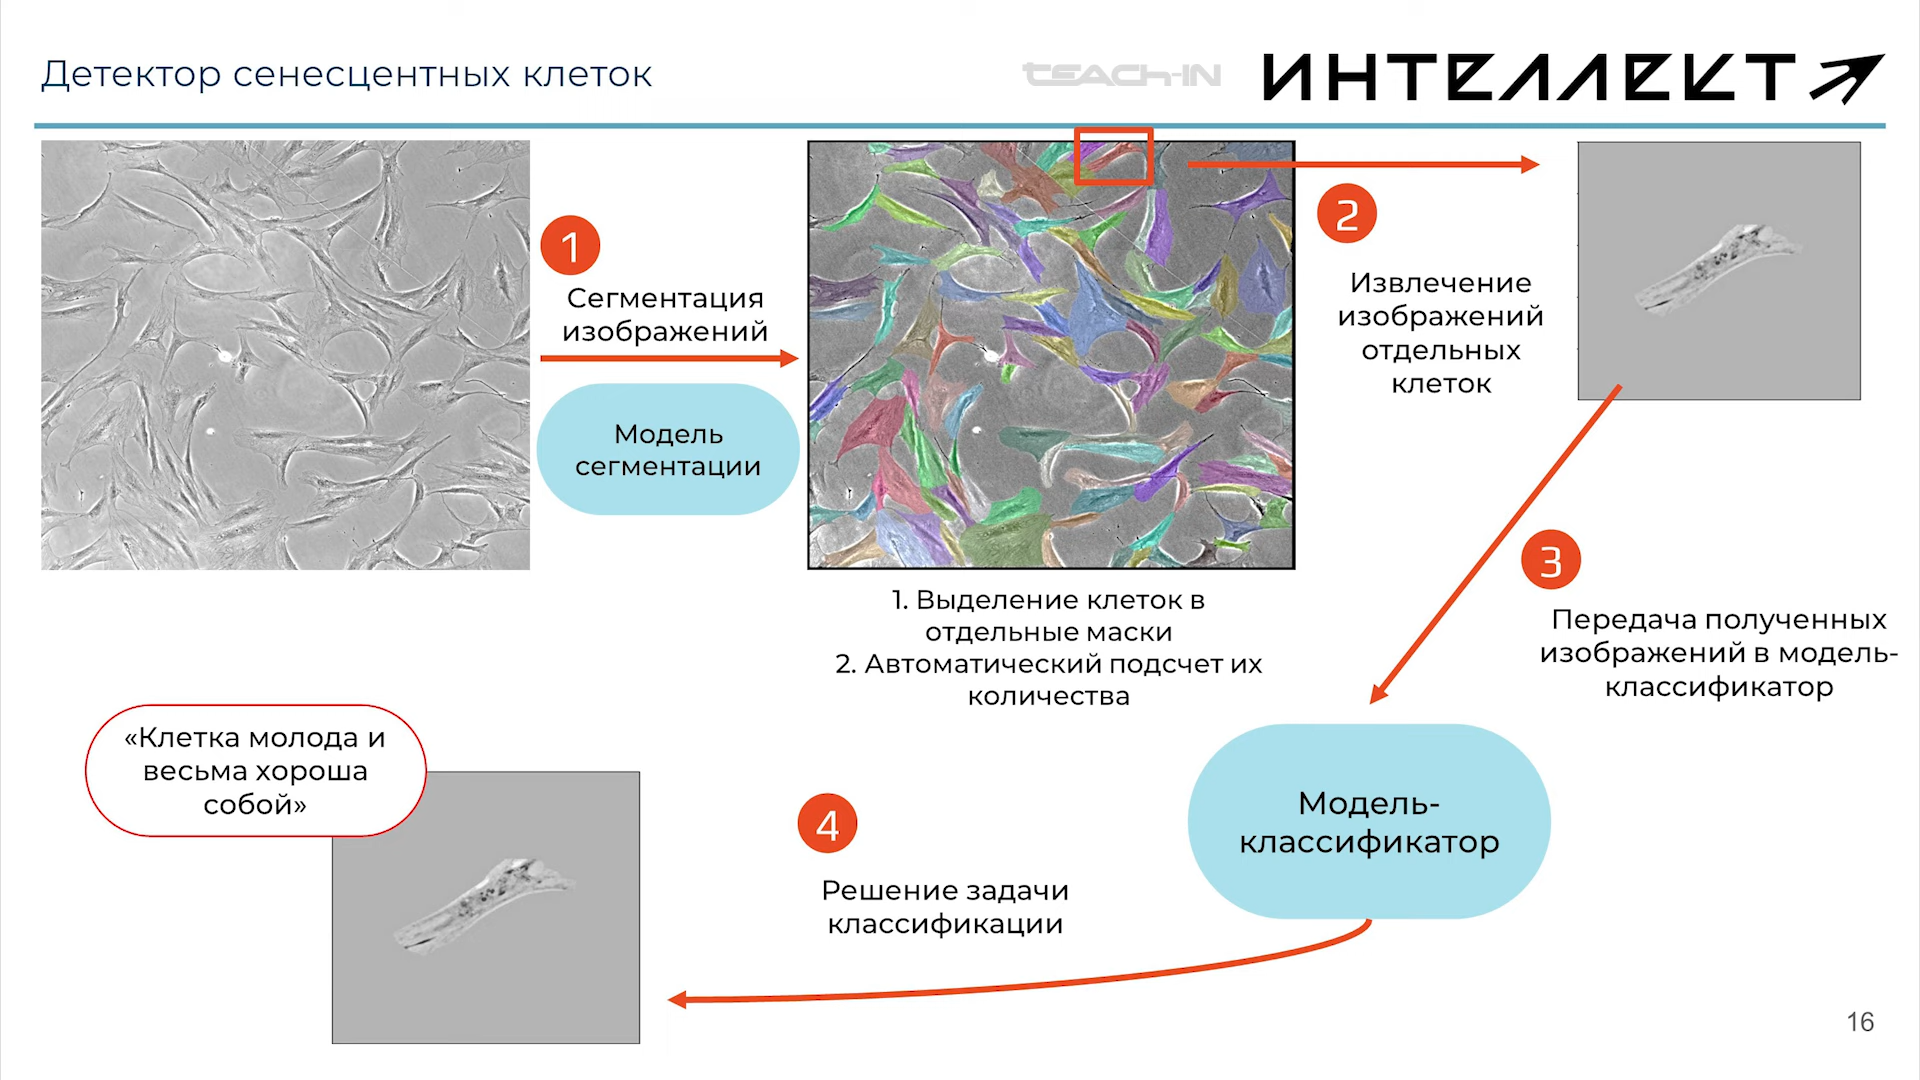 Детектор сенесцентных клеток
TEACH-IN
ИНТЕЛЛЕКТ
1
Сегментация
изображений
Модель
сегментации
1. Выделение клеток в
отдельные маски
2. Автоматический подсчет их
количества
2
Извлечение
изображений
отдельных
клеток
3
Передача полученных
изображений в модель-
классификатор
Модель-
классификатор
4
Решение задачи
классификации
«Клетка молода и
весьма хороша
собой»
16